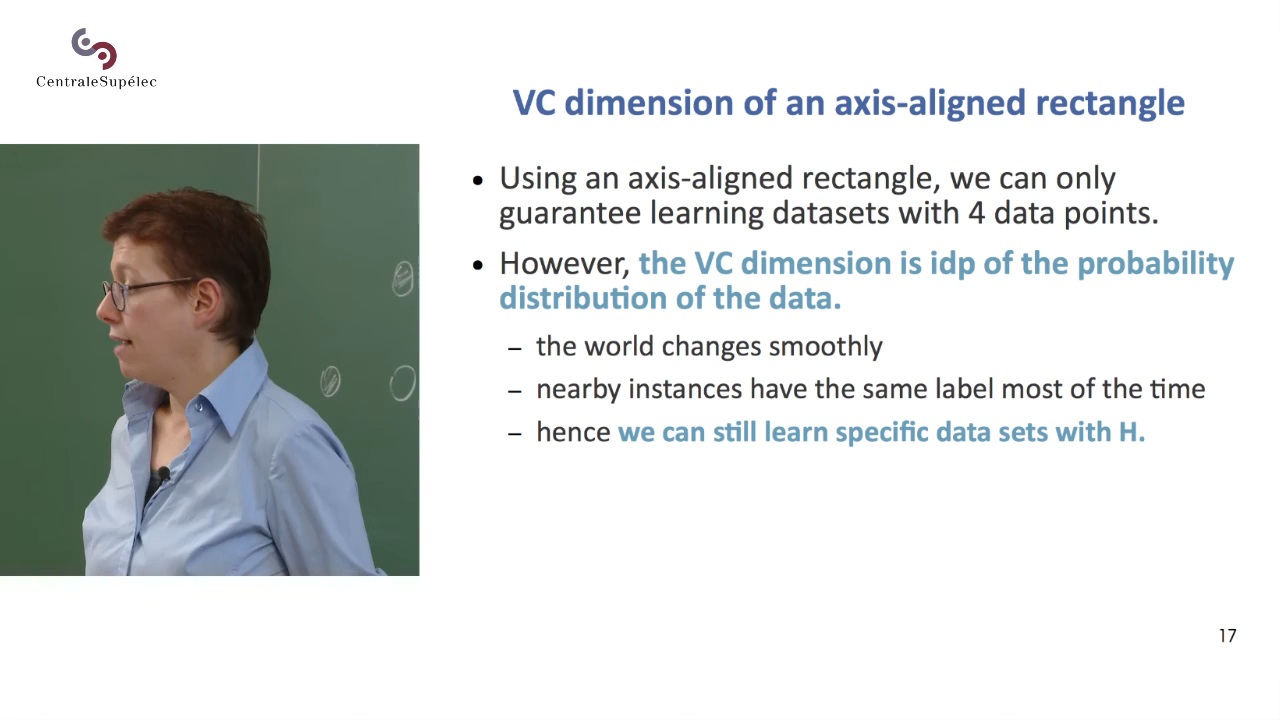 CentraleSupélec
VC dimension of an axis-aligned rectangle
• Using an axis-aligned rectangle, we can only
guarantee learning datasets with 4 data points.
• However, the VC dimension is idp of the probability
distribution of the data.
– the world changes smoothly
– nearby instances have the same label most of the time
– hence we can still learn specific data sets with H.
17